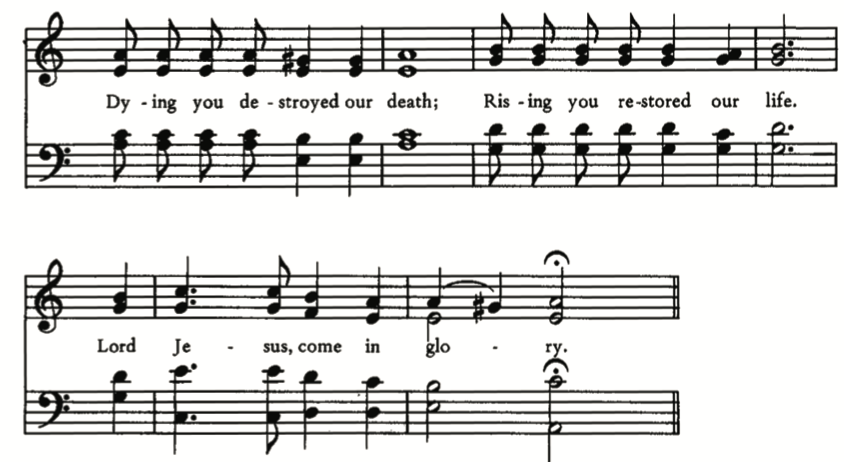 Dy - ing you de - stroyed our death; Ris - ing you re-stored our life.
Lord Je - sus, come in glo - ry.